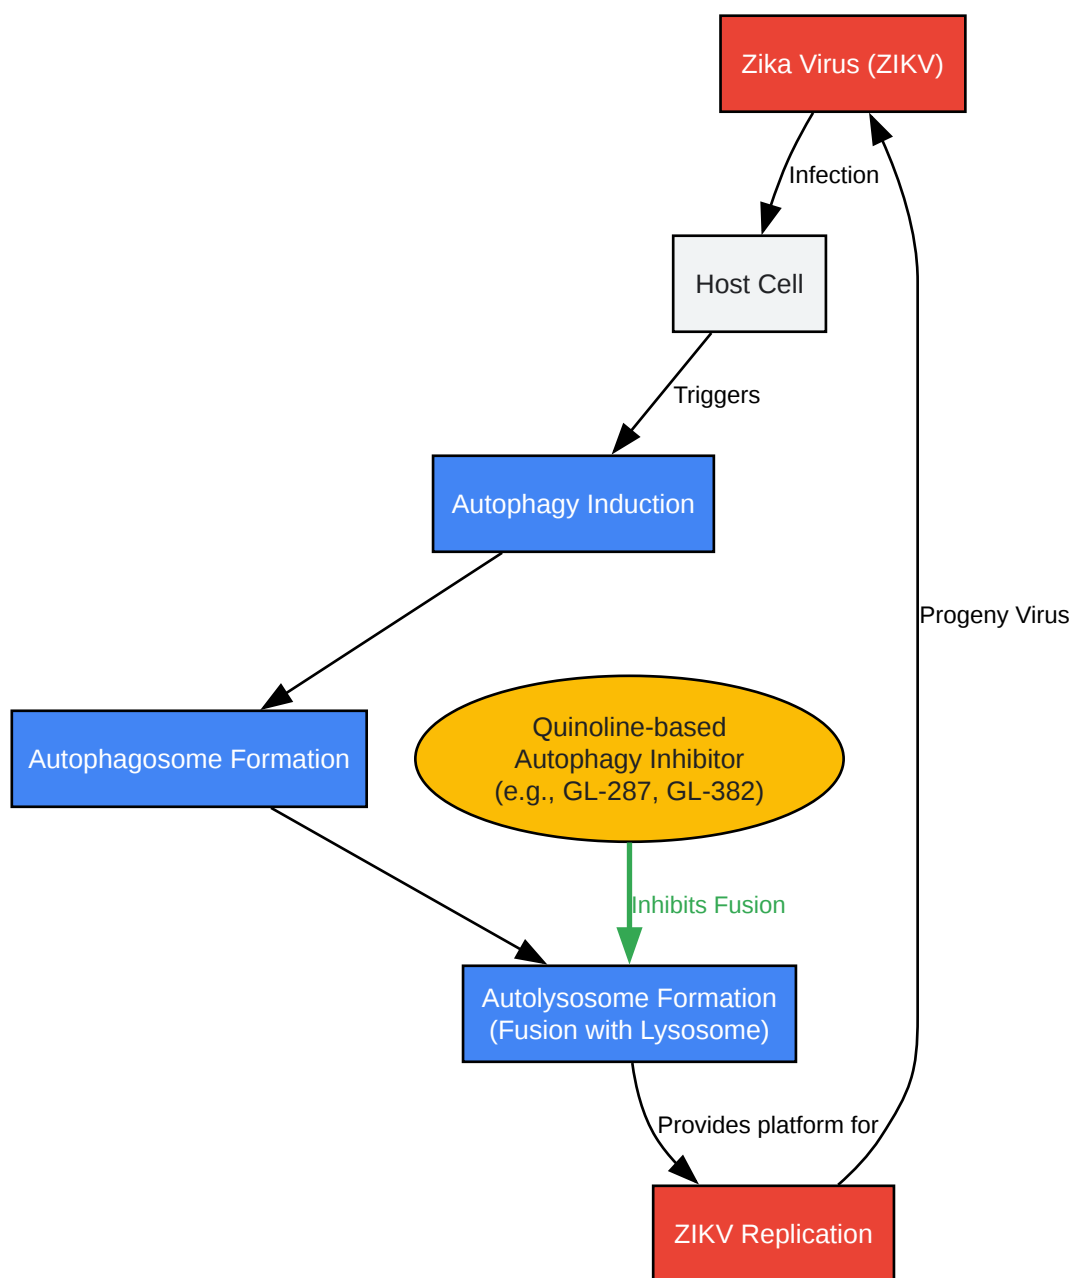 Zika Virus (ZIKV)
Infection
Host Cell
Triggers
Autophagy Induction
Progeny Virus
Autophagosome Formation
Quinoline-based
Autophagy Inhibitor
(e.g., GL-287, GL-382)
Inhibits Fusion
Autolysosome Formation
(Fusion with Lysosome)
Provides platform for
ZIKV Replication